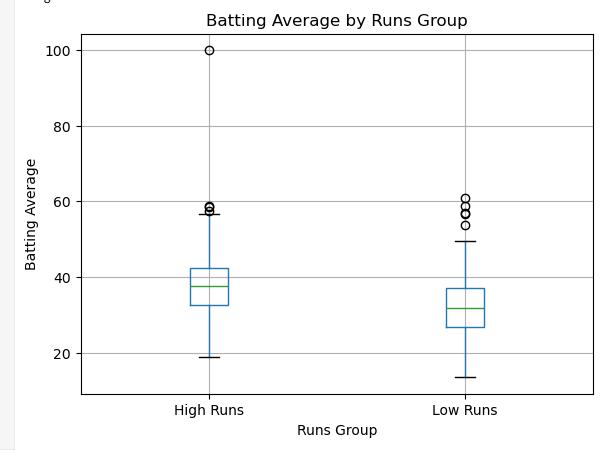 Batting Average by Runs Group
100
80
60
40
20
Batting Average
High Runs
Low Runs
Runs Group